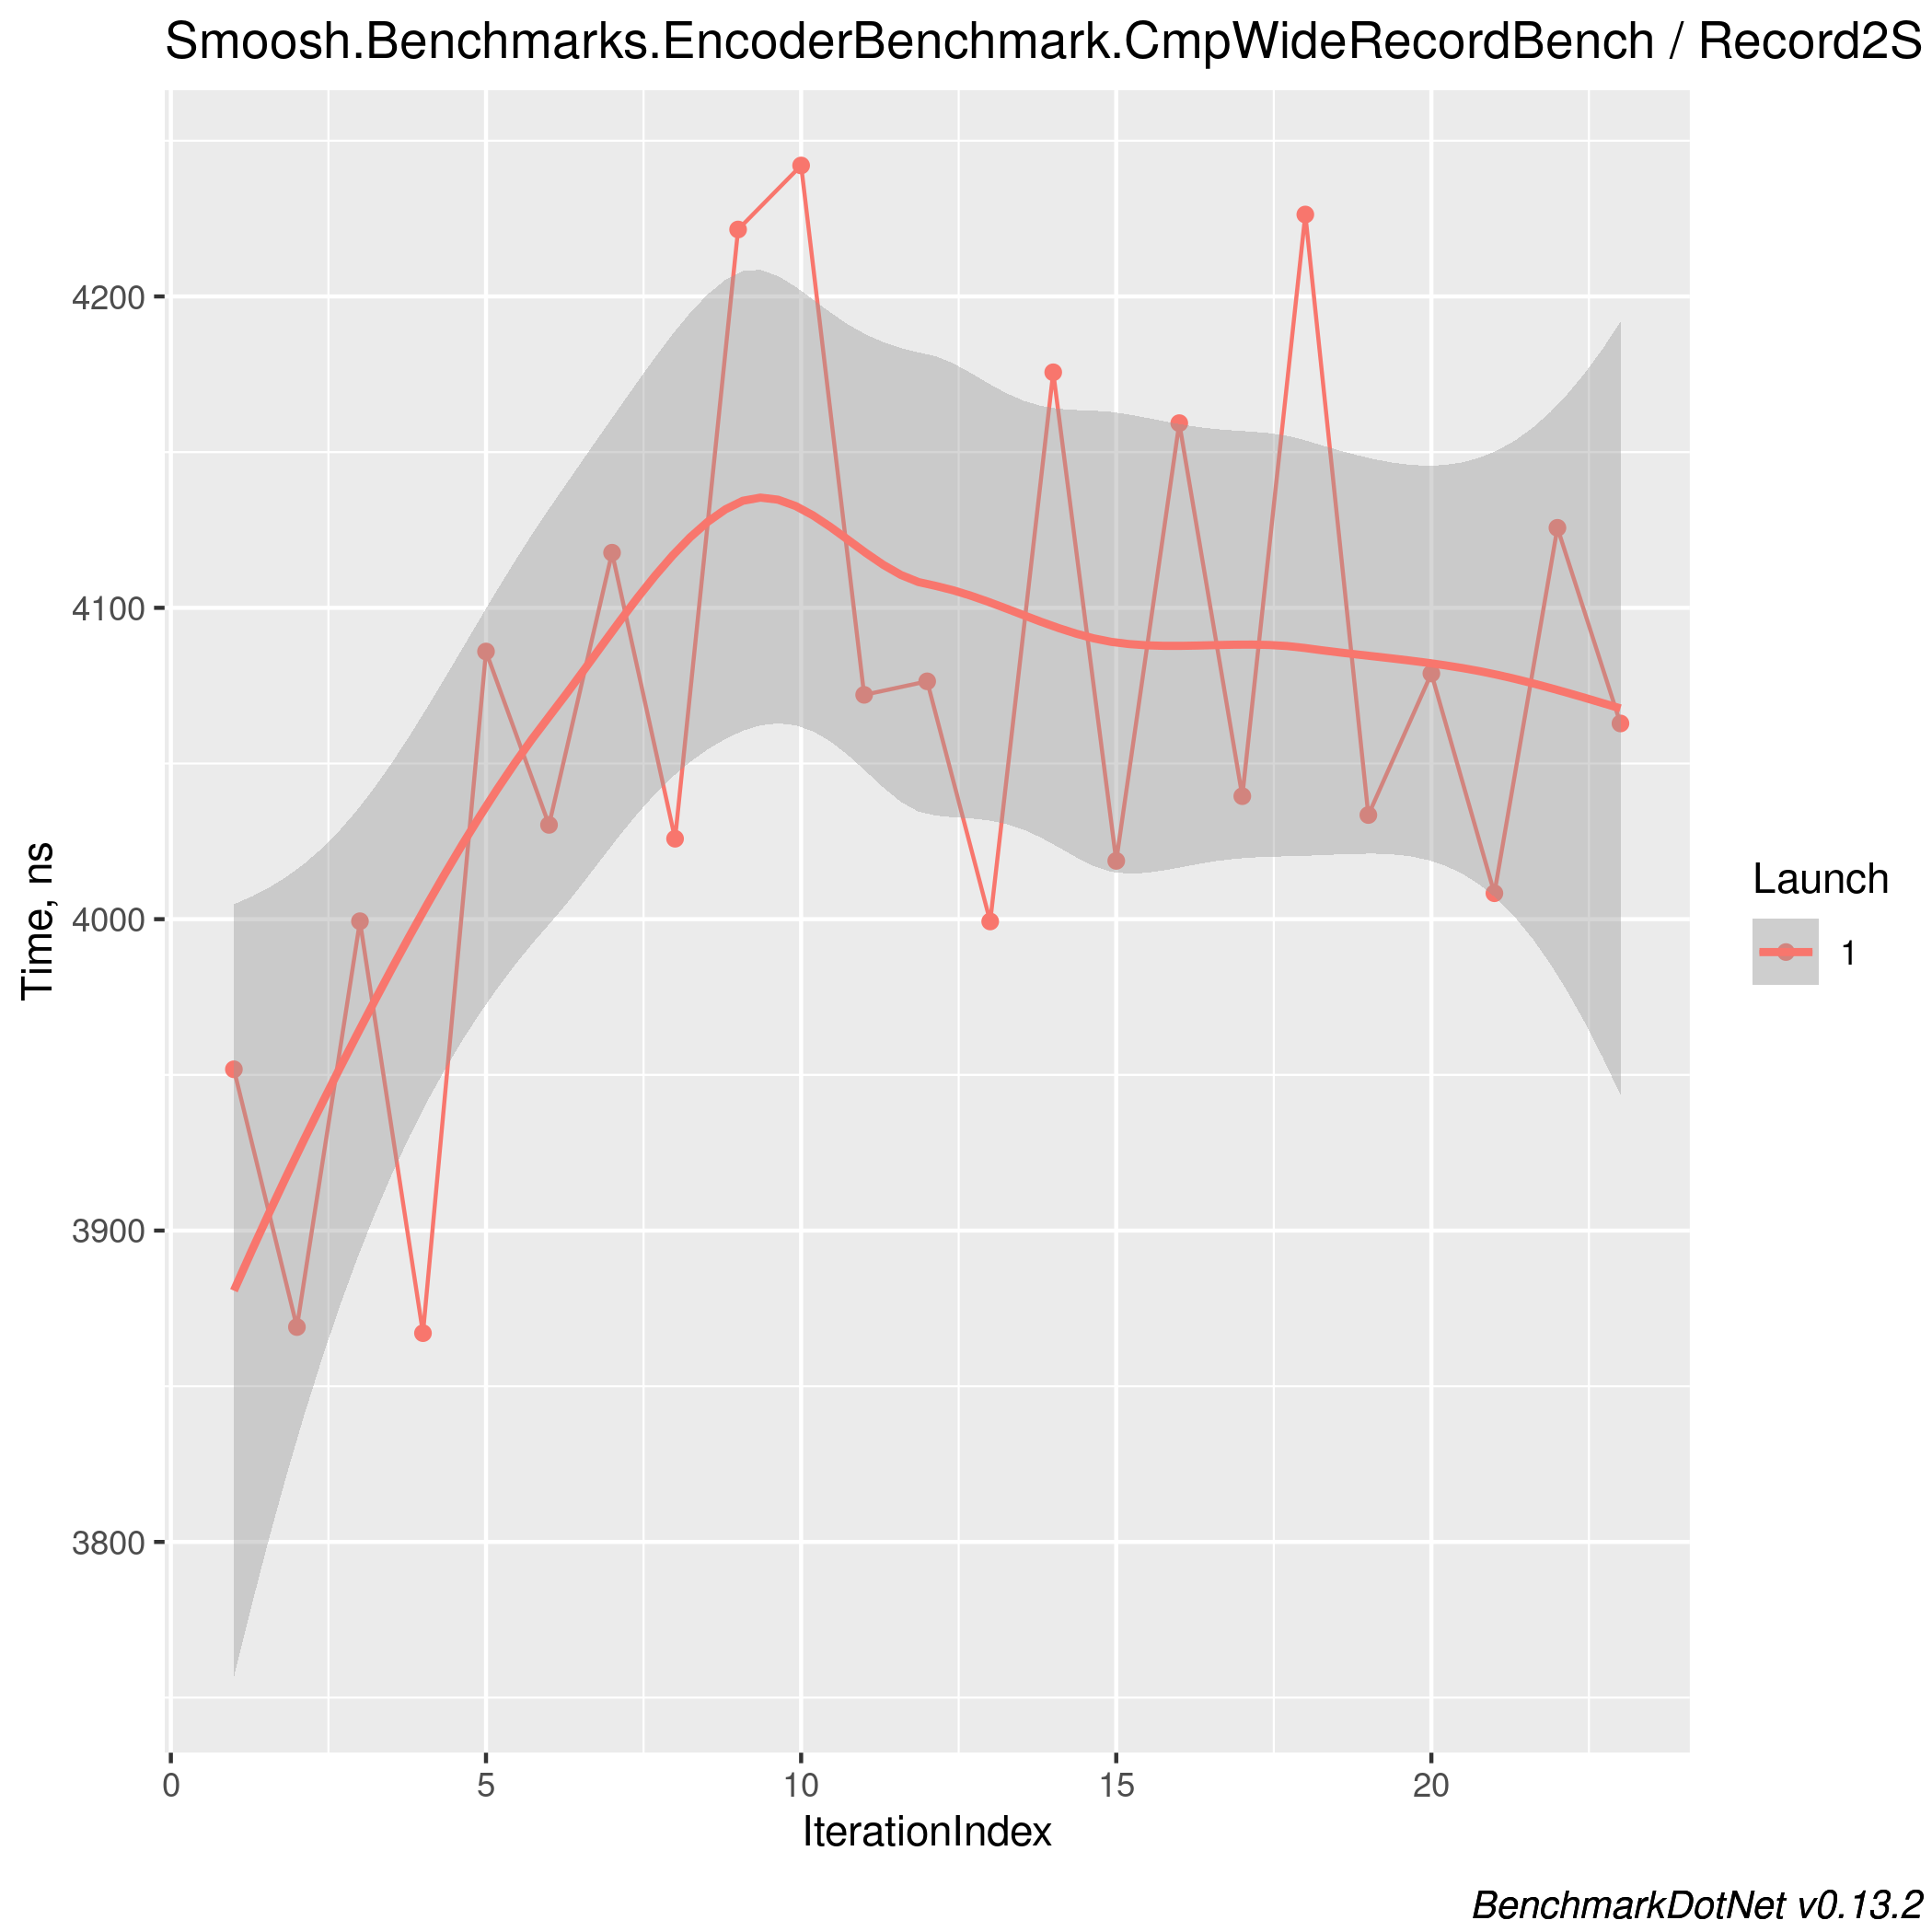 Smoosh.Benchmarks.EncoderBenchmark.CmpWideRecordBench / Record2S
Time, ns
4200
4100
4000
3900
3800
0 5 10 15 20
IterationIndex
Launch
1
BenchmarkDotNet v0.13.2